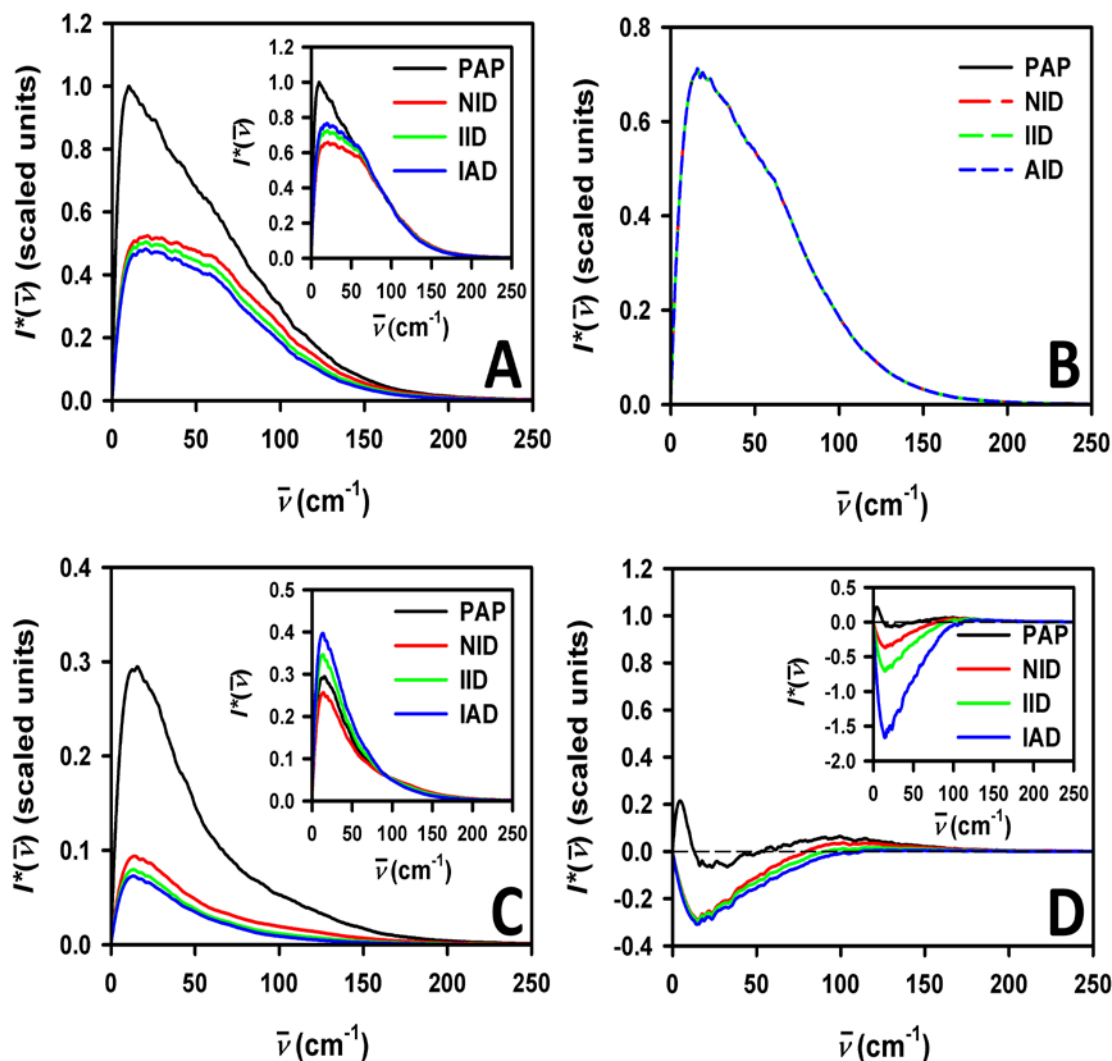 I*(ν̄) (scaled units)
1.2
1.0
0.8
0.6
0.4
0.2
0.0
0 50 100 150 200 250
ν̄ (cm⁻¹)
I*(ν̄)
1.2
1.0
0.8
0.6
0.4
0.2
0.0
0 50 100 150 200 250
ν̄ (cm⁻¹)
PAP
NID
IID
IAD
A
I*(ν̄) (scaled units)
0.8
0.6
0.4
0.2
0.0
0 50 100 150 200 250
ν̄ (cm⁻¹)
PAP
NID
IID
AID
B
I*(ν̄) (scaled units)
0.4
0.3
0.2
0.1
0.0
0 50 100 150 200 250
ν̄ (cm⁻¹)
I*(ν̄)
0.5
0.4
0.3
0.2
0.1
0.0
0 50 100 150 200 250
ν̄ (cm⁻¹)
PAP
NID
IID
IAD
C
I*(ν̄) (scaled units)
1.2
1.0
0.8
0.6
0.4
0.2
0.0
-0.2
-0.4
0 50 100 150 200 250
ν̄ (cm⁻¹)
I*(ν̄)
0.5
0.0
-0.5
-1.0
-1.5
-2.0
0 50 100 150 200 250
ν̄ (cm⁻¹)
PAP
NID
IID
IAD
D